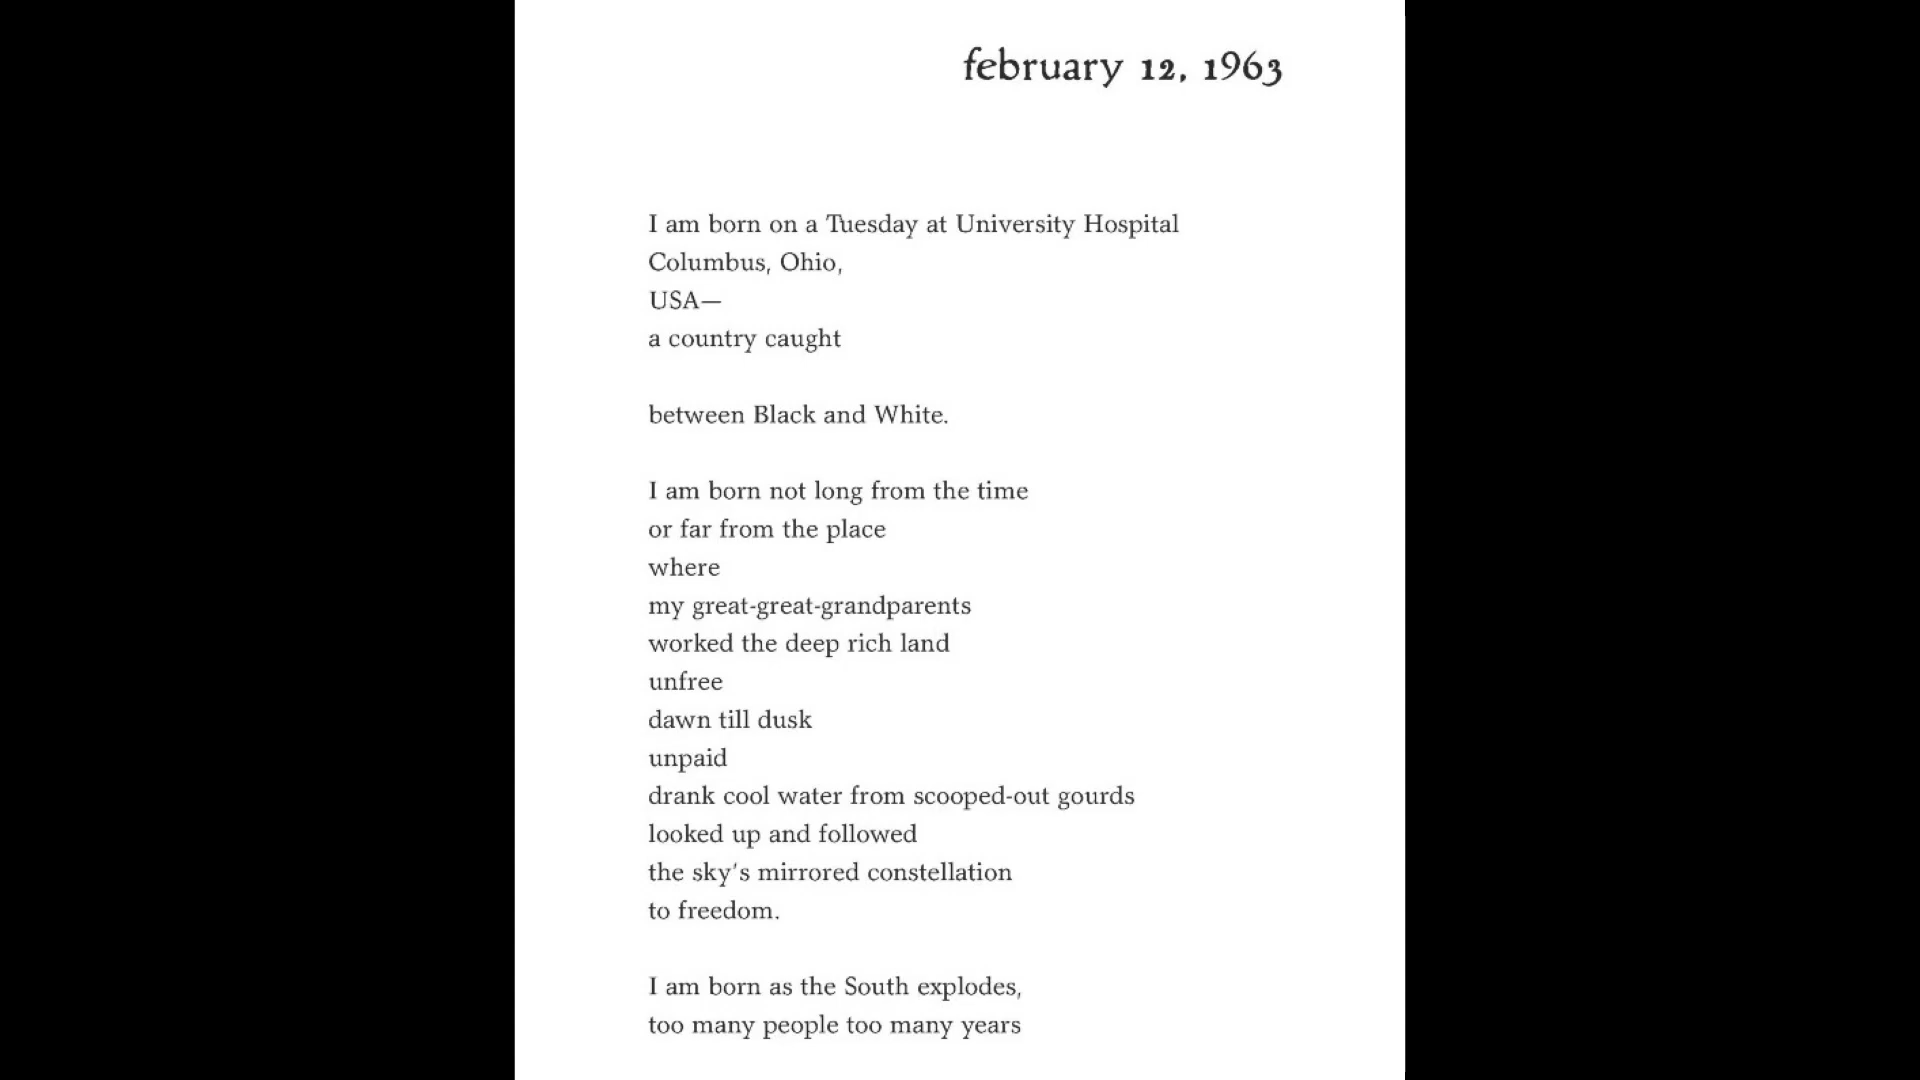 february 12, 1963
I am born on a Tuesday at University Hospital
Columbus, Ohio,
USA—
a country caught
between Black and White.
I am born not long from the time
or far from the place
where
my great-great-grandparents
worked the deep rich land
unfree
dawn till dusk
unpaid
drank cool water from scooped-out gourds
looked up and followed
the sky's mirrored constellation
to freedom.
I am born as the South explodes,
too many people too many years